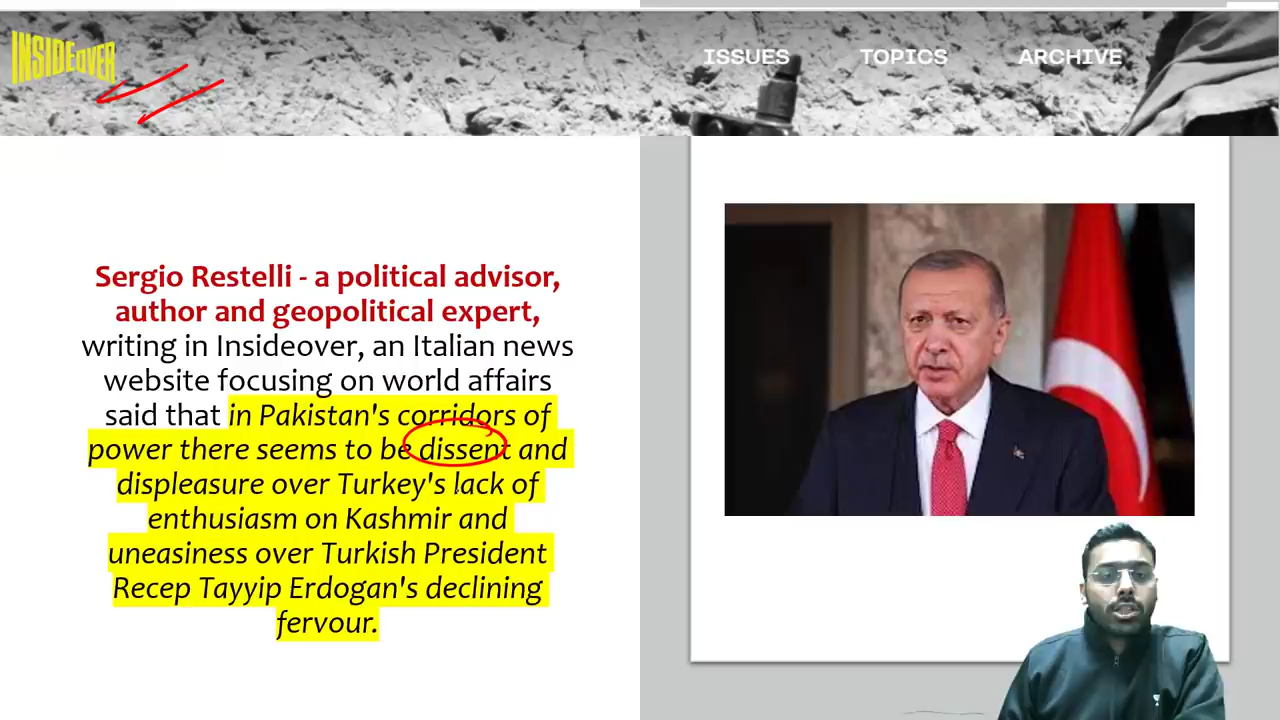 INSIDEOVER
ISSUES TOPICS ARCHIVE
Sergio Restelli - a political advisor,
author and geopolitical expert,
writing in Insideover, an Italian news
website focusing on world affairs
said that in Pakistan's corridors of
power there seems to be dissent and
displeasure over Turkey's lack of
enthusiasm on Kashmir and
uneasiness over Turkish President
Recep Tayyip Erdogan's declining
fervour.